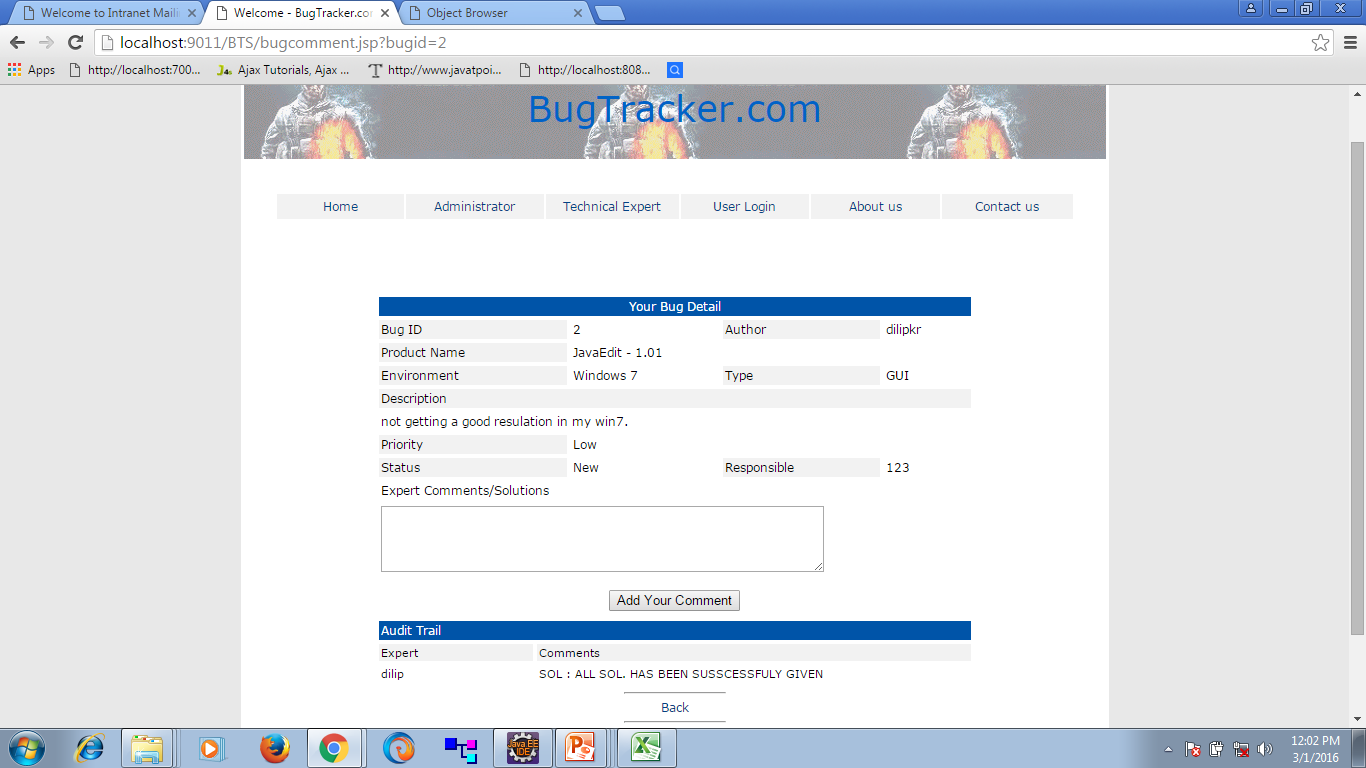 Welcome to Intranet Maili
Welcome - BugTracker.co
Object Browser
localhost:9011/BTS/bugcomment.jsp?bugid=2
Apps http://localhost:700... Ajax Tutorials, Ajax ... http://www.javatpoi... http://localhost:808...
BugTracker.com
Home Administrator Technical Expert User Login About us Contact us
Your Bug Detail
Bug ID 2 Author dilipkr
Product Name JavaEdit - 1.01
Environment Windows 7 Type GUI
Description
not getting a good resulation in my win7.
Priority Low
Status New Responsible 123
Expert Comments/Solutions
Add Your Comment
Audit Trail
Expert Comments
dilip SOL : ALL SOL. HAS BEEN SUSSCESSFULY GIVEN
Back
Java EE
IDE
12:02 PM
3/1/2016